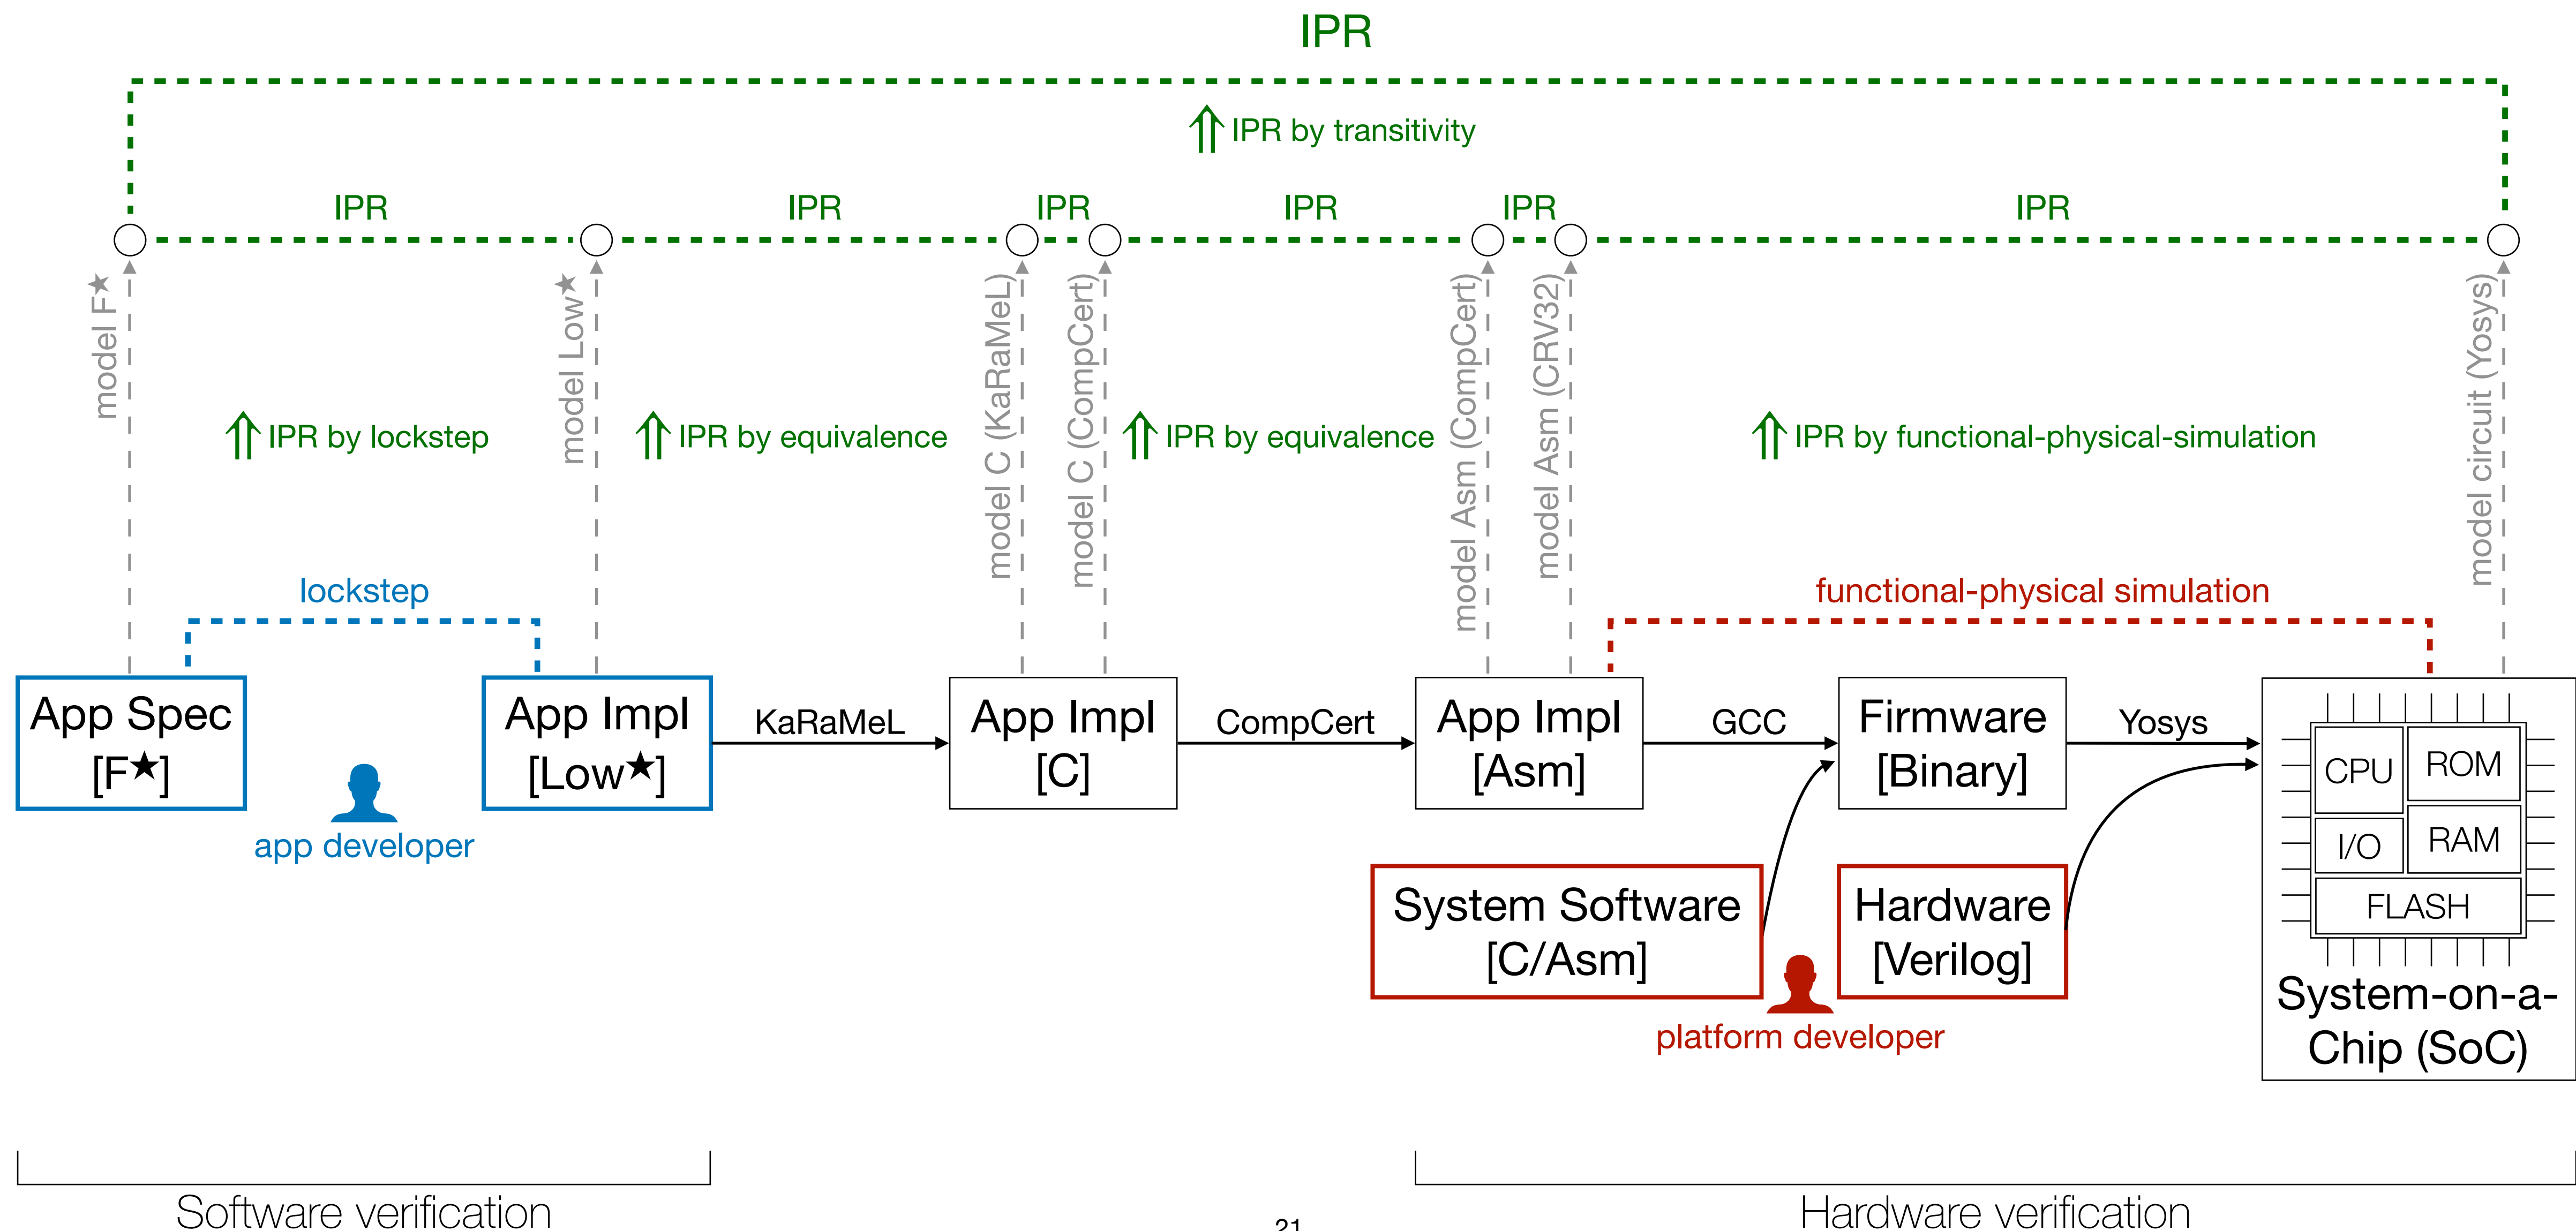 IPR
IPR by transitivity
IPR
IPR
IPR
IPR
IPR
IPR
model F★
model Low★
model C (KaRaMeL)
model C (CompCert)
model Asm (CompCert)
model Asm (CRV32)
model circuit (Yosys)
IPR by lockstep
IPR by equivalence
IPR by equivalence
IPR by functional-physical-simulation
lockstep
functional-physical simulation
App Spec
[F★]
App Impl
[Low★]
KaRaMeL
App Impl
[C]
CompCert
App Impl
[Asm]
GCC
Firmware
[Binary]
Yosys
CPU
ROM
I/O
RAM
FLASH
System-on-a-
Chip (SoC)
app developer
System Software
[C/Asm]
Hardware
[Verilog]
platform developer
Software verification
21
Hardware verification